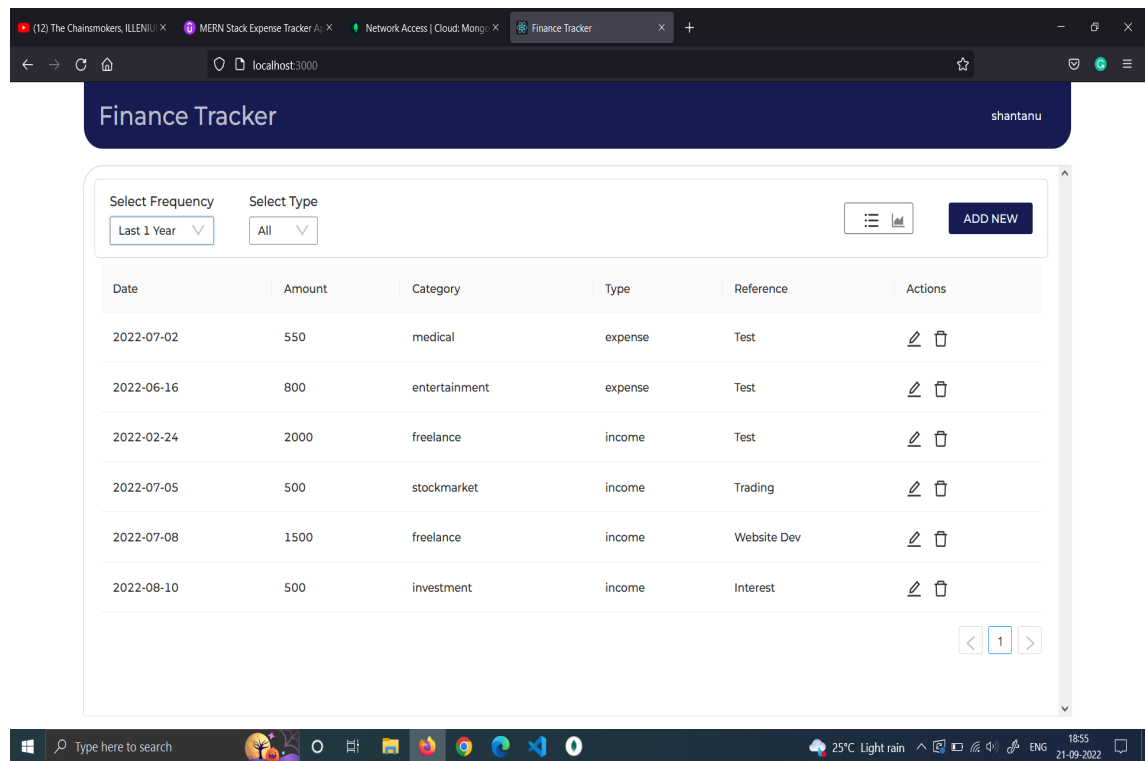 (12) The Chainsmokers, ILLENIU
MERN Stack Expense Tracker Ap
Network Access | Cloud: Mongo
Finance Tracker
localhost:3000
Finance Tracker
shantanu
Select Frequency Select Type
Last 1 Year All
ADD NEW
Date Amount Category Type Reference Actions
2022-07-02 550 medical expense Test
2022-06-16 800 entertainment expense Test
2022-02-24 2000 freelance income Test
2022-07-05 500 stockmarket income Trading
2022-07-08 1500 freelance income Website Dev
2022-08-10 500 investment income Interest
1
Type here to search
25°C Light rain
ENG
18:55
21-09-2022